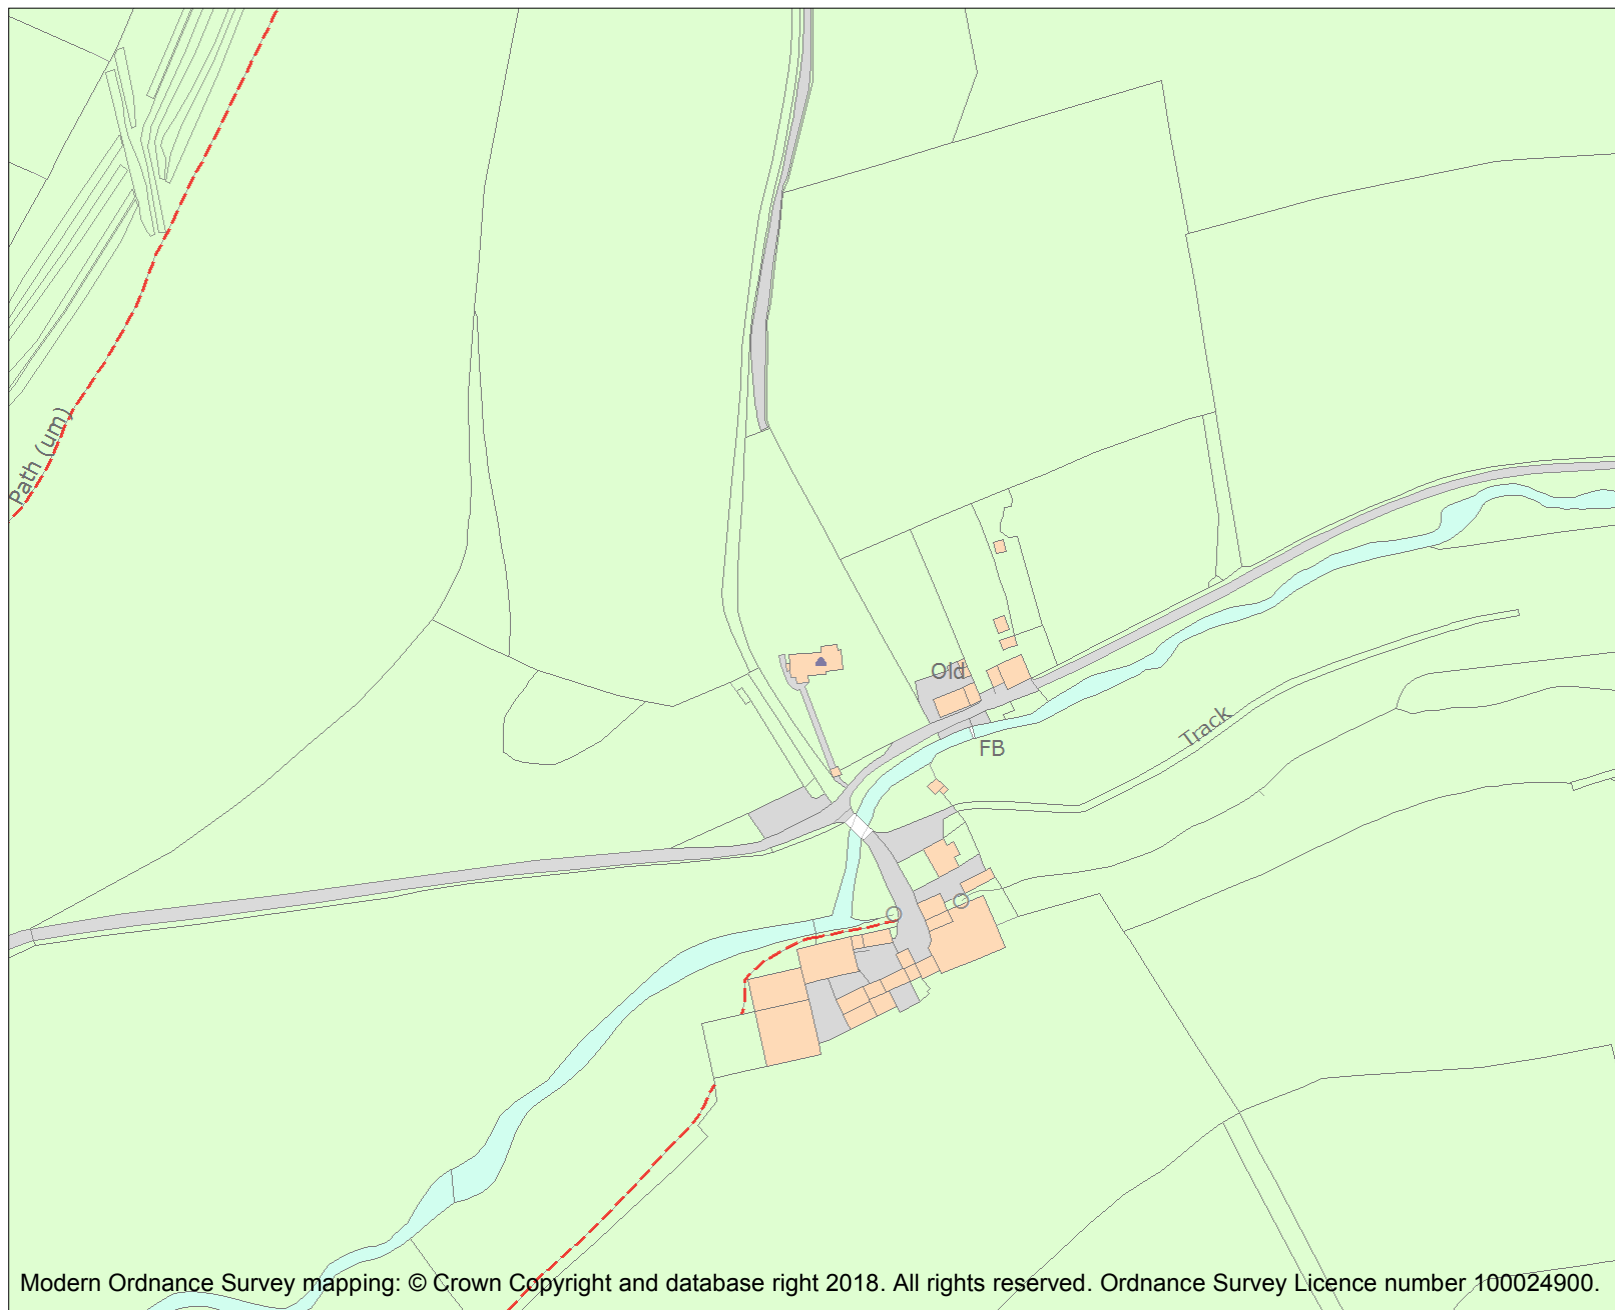 Path (um)
Old
FB
Track
Modern Ordnance Survey mapping: © Crown Copyright and database right 2018. All rights reserved. Ordnance Survey Licence number 100024900.